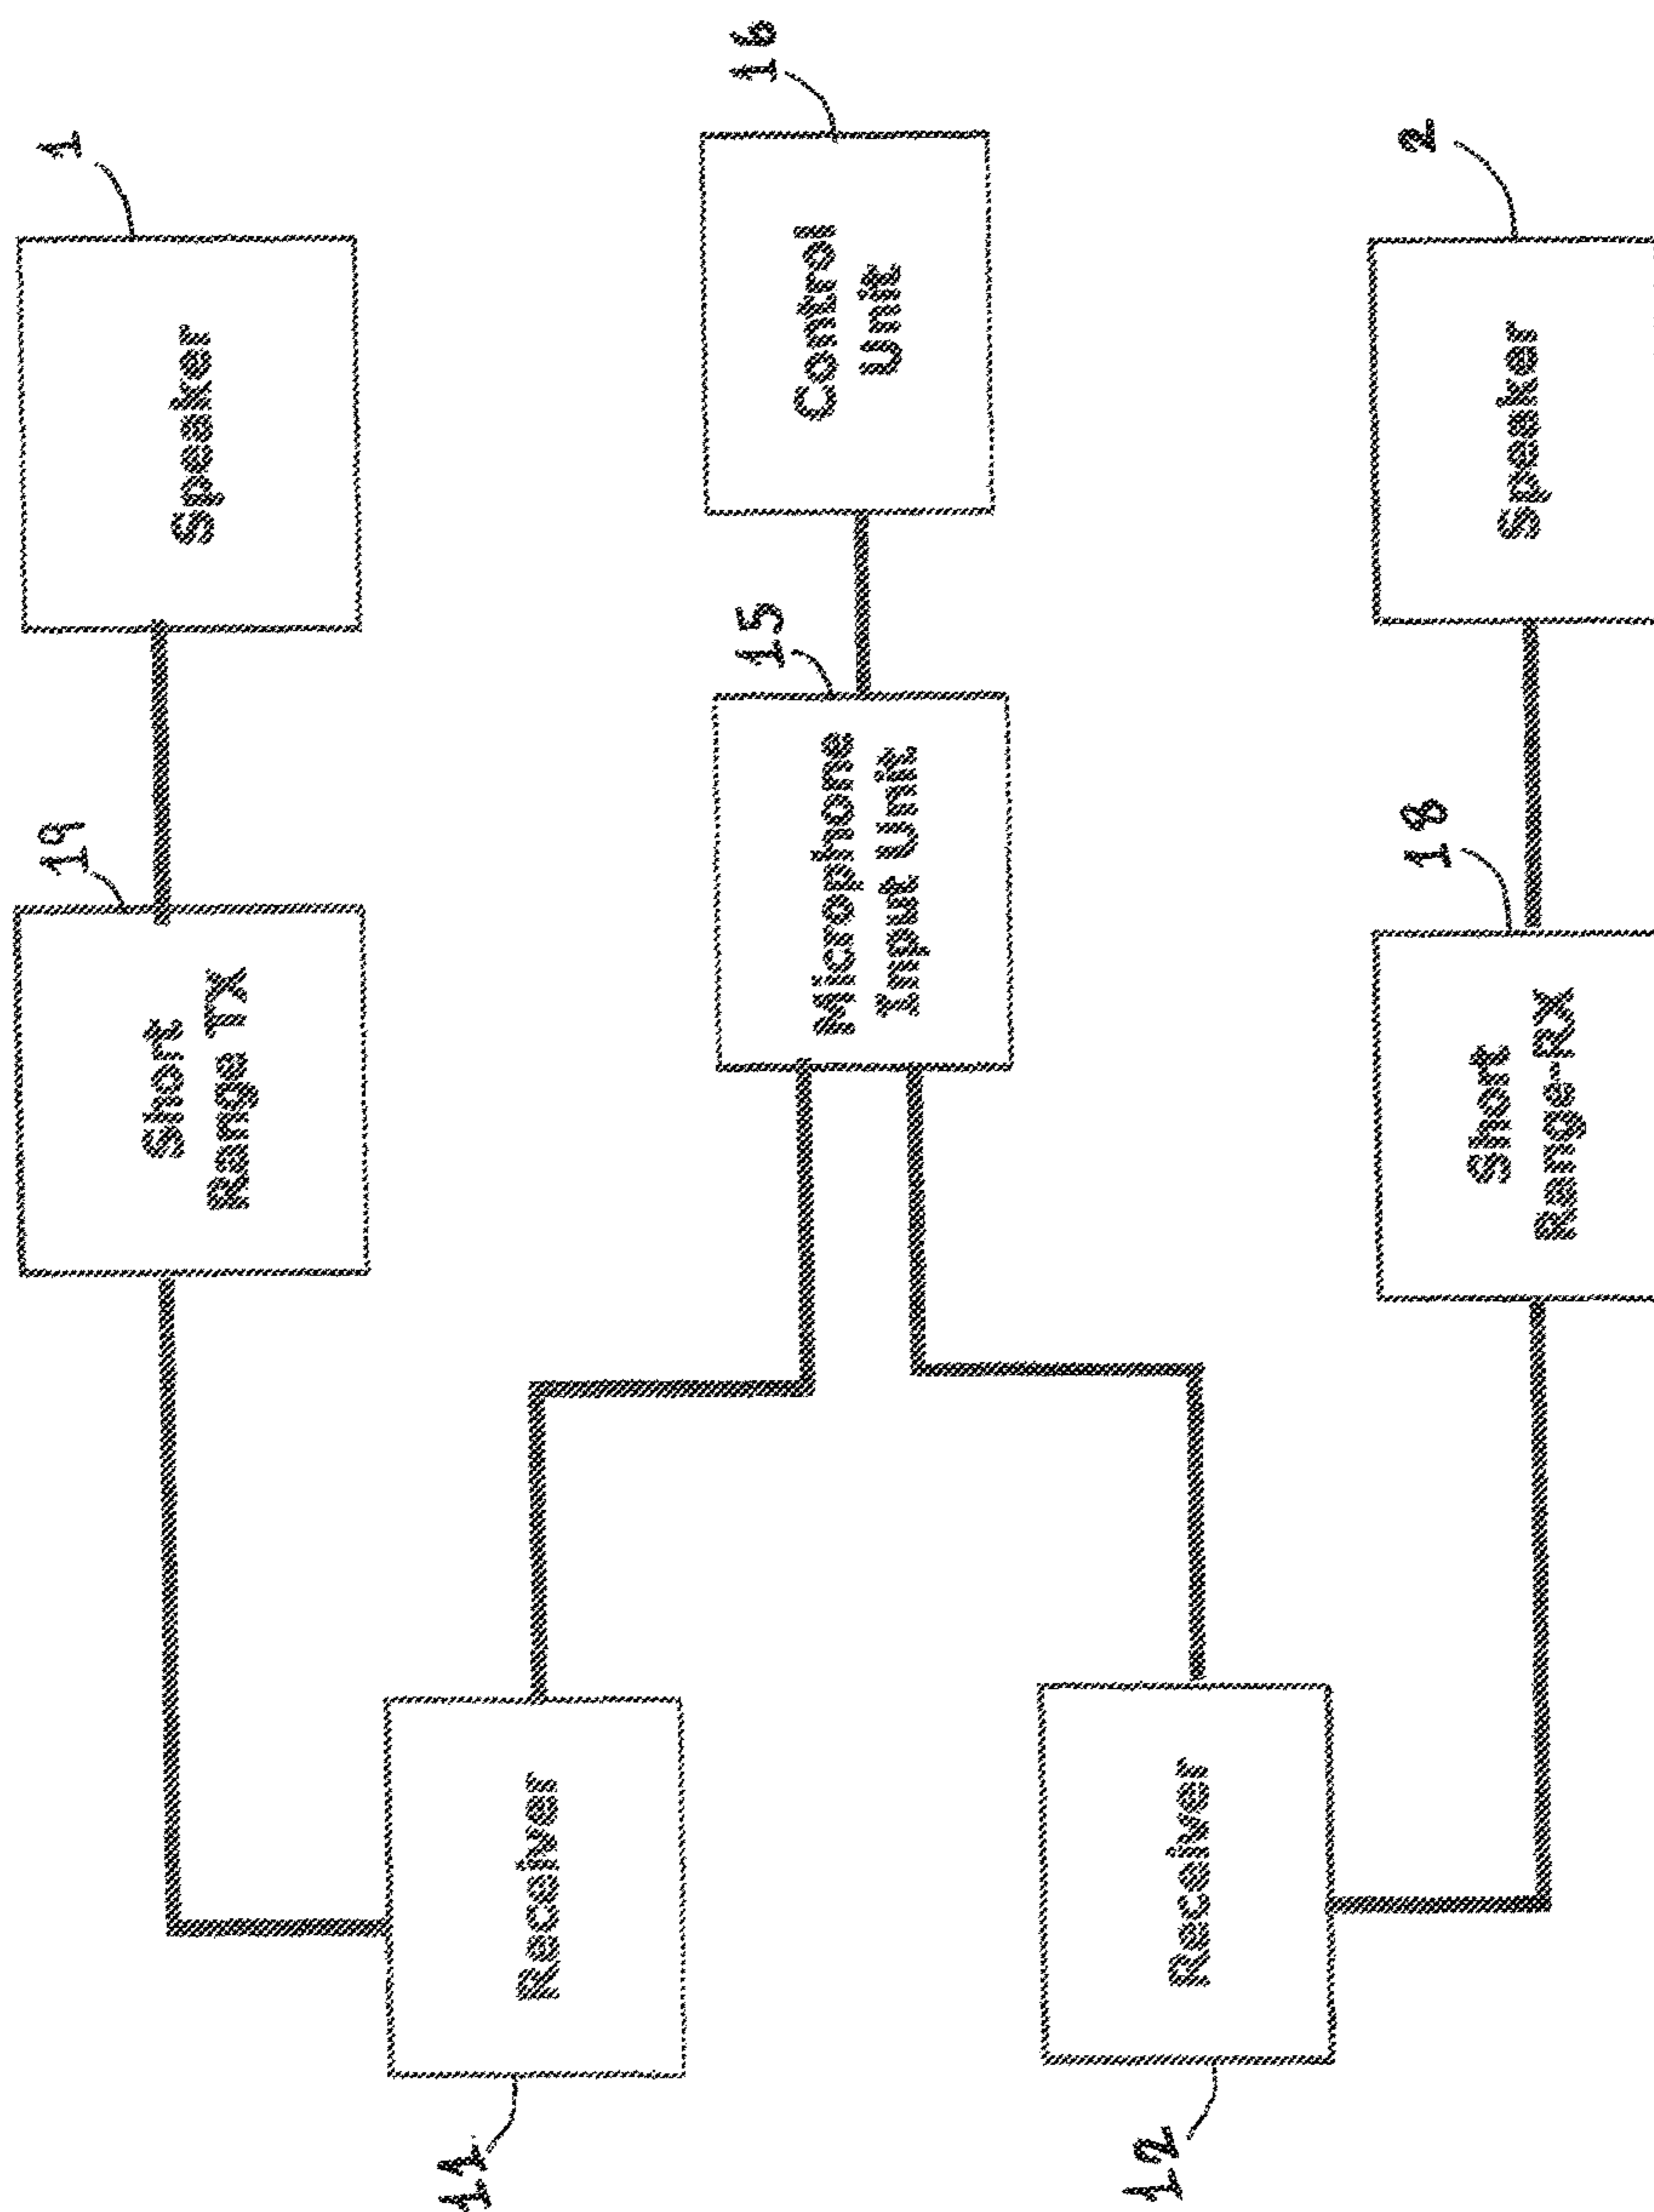 19
1
Short
Range TX
Speaker
11
Receiver
15
16
Microphone
Input Unit
Control
Unit
12
Receiver
18
2
Short
Range-RX
Speaker